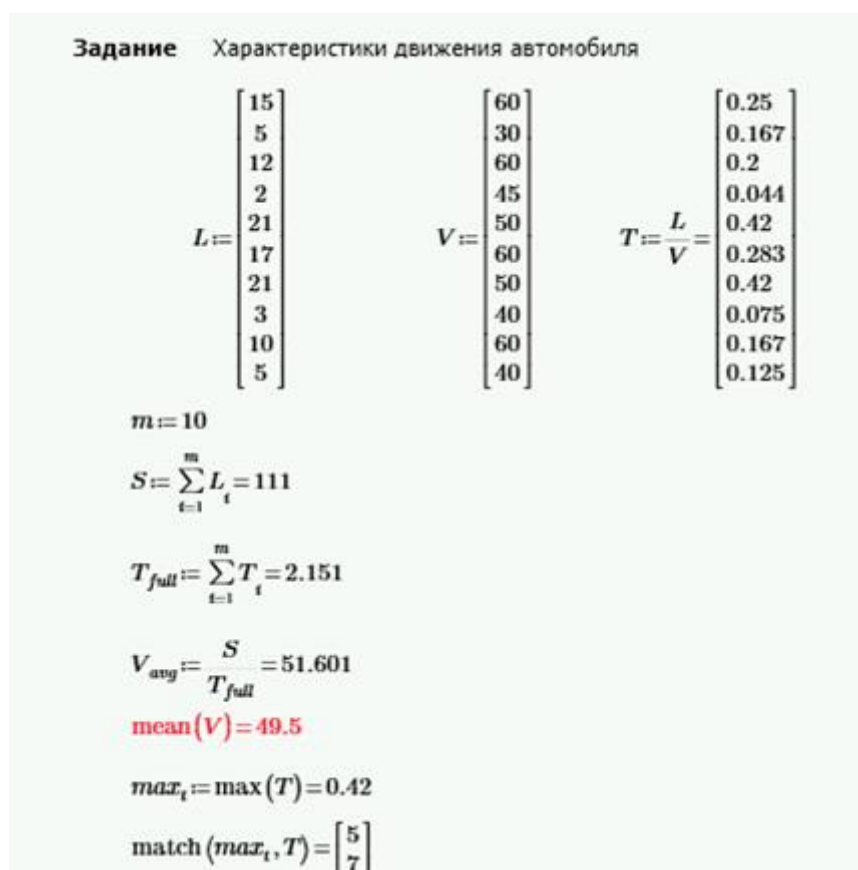 Задание Характеристики движения автомобиля
L := [15 5 12 2 21 17 21 3 10 5] V := [60 30 60 45 50 60 50 40 60 40] T := L/V = [0.25 0.167 0.2 0.044 0.42 0.283 0.42 0.075 0.167 0.125]
m := 10
S := ∑_{i=1}^{m} L_i = 111
T_full := ∑_{i=1}^{m} T_i = 2.151
V_avg := S/T_full = 51.601
mean(V) = 49.5
max_t := max(T) = 0.42
match(max_t, T) = [5 7]